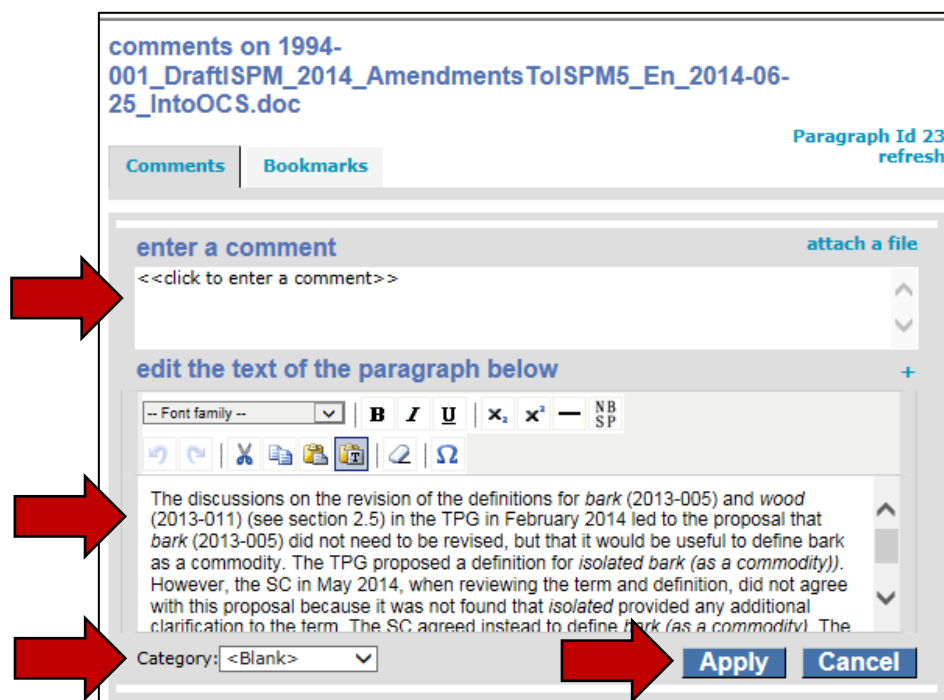 comments on 1994-
001_DraftISPM_2014_AmendmentsToISPM5_En_2014-06-
25_IntoOCS.doc
Paragraph Id 23
refresh
Comments
Bookmarks
enter a comment
attach a file
<<click to enter a comment>>
edit the text of the paragraph below
+
-- Font family --
B I U x₂ x² — NB SP
T Ω
The discussions on the revision of the definitions for bark (2013-005) and wood
(2013-011) (see section 2.5) in the TPG in February 2014 led to the proposal that
bark (2013-005) did not need to be revised, but that it would be useful to define bark
as a commodity. The TPG proposed a definition for isolated bark (as a commodity)).
However, the SC in May 2014, when reviewing the term and definition, did not agree
with this proposal because it was not found that isolated provided any additional
clarification to the term. The SC agreed instead to define bark (as a commodity). The
Category: <Blank>
Apply
Cancel